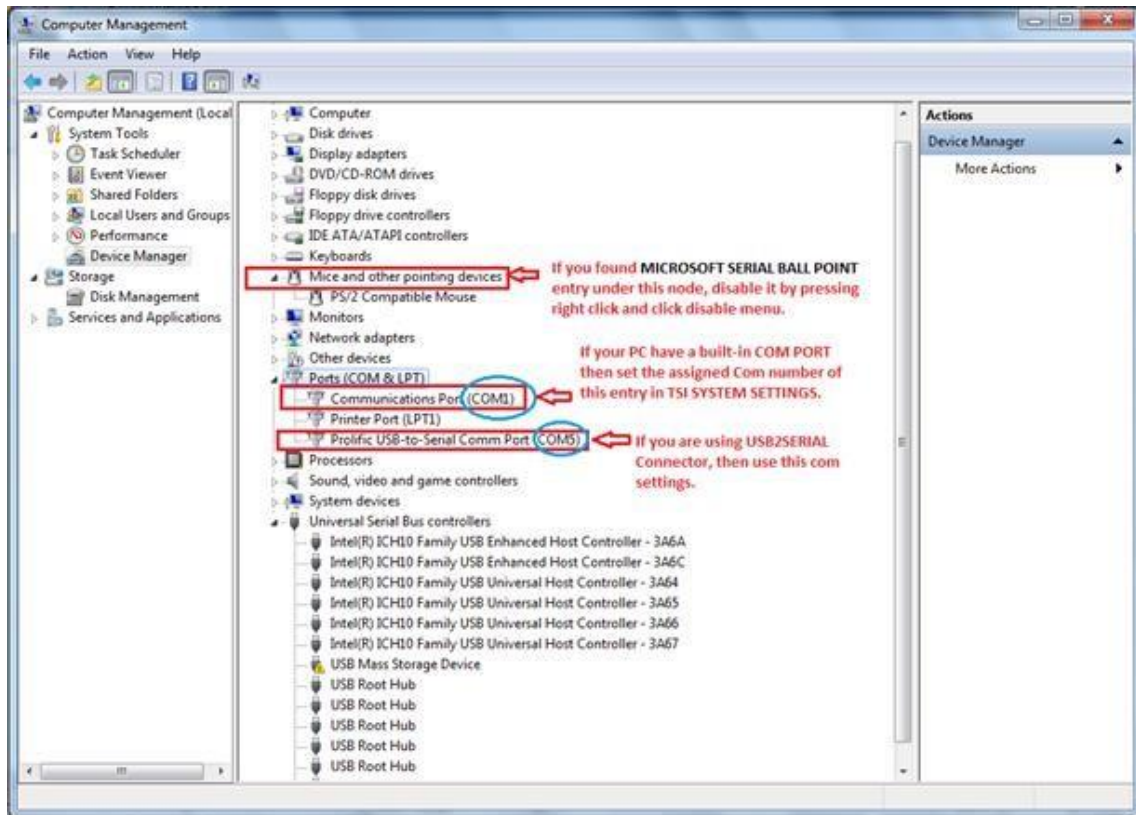 Computer Management
File Action View Help
Computer Management (Local
System Tools
Task Scheduler
Event Viewer
Shared Folders
Local Users and Groups
Performance
Device Manager
Storage
Disk Management
Services and Applications
Computer
Disk drives
Display adapters
DVD/CD-ROM drives
Floppy disk drives
Floppy drive controllers
IDE ATA/ATAPI controllers
Keyboards
Mice and other pointing devices
PS/2 Compatible Mouse
Monitors
Network adapters
Other devices
Ports (COM & LPT)
Communications Port (COM1)
Printer Port (LPT1)
Prolific USB-to-Serial Comm Port (COM5)
Processors
Sound, video and game controllers
System devices
Universal Serial Bus controllers
Intel(R) ICH10 Family USB Enhanced Host Controller - 3A6A
Intel(R) ICH10 Family USB Enhanced Host Controller - 3A6C
Intel(R) ICH10 Family USB Universal Host Controller - 3A64
Intel(R) ICH10 Family USB Universal Host Controller - 3A65
Intel(R) ICH10 Family USB Universal Host Controller - 3A66
Intel(R) ICH10 Family USB Universal Host Controller - 3A67
USB Mass Storage Device
USB Root Hub
USB Root Hub
USB Root Hub
USB Root Hub
USB Root Hub
If you found MICROSOFT SERIAL BALL POINT
entry under this node, disable it by pressing
right click and click disable menu.
If your PC have a built-in COM PORT
then set the assigned Com number of
this entry in TSI SYSTEM SETTINGS.
If you are using USB2SERIAL
Connector, then use this com
settings.
Actions
Device Manager
More Actions